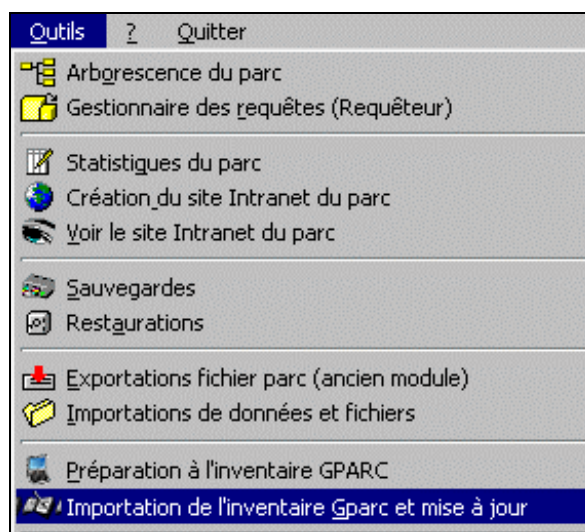 Outils ? Quitter
Arborescence du parc
Gestionnaire des requêtes (Requêteur)
Statistiques du parc
Création du site Intranet du parc
Voir le site Intranet du parc
Sauvegardes
Restaurations
Exportations fichier parc (ancien module)
Importations de données et fichiers
Préparation à l'inventaire GPARC
Importation de l'inventaire Gparc et mise à jour